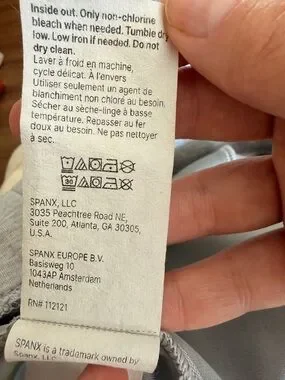 Inside out. Only non-chlorine
bleach when needed. Tumble dry
low. Low iron if needed. Do not
dry clean.
Laver à froid en machine,
cycle délicat. À l'envers
Utiliser seulement un agent de
blanchiment non chloré au besoin.
Sécher au sèche-linge à basse
température. Repasser au fer
doux au besoin. Ne pas nettoyer
à sec.
30
SPANX, LLC
3035 Peachtree Road NE,
Suite 200, Atlanta, GA 30305,
U.S.A.
SPANX EUROPE B.V.
Basisweg 10
1043AP Amsterdam
Netherlands
RN# 112121
SPANX is a trademark owned by
Spanx, LLC